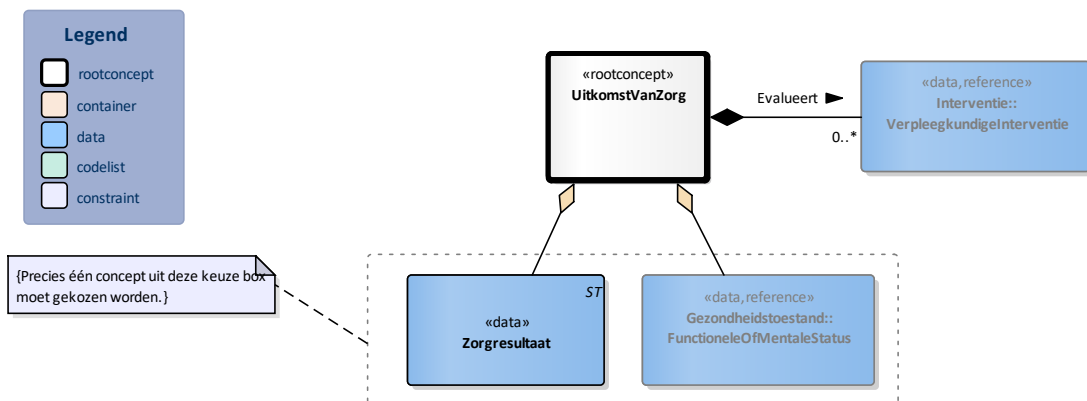 Legend
rootconcept
container
data
codelist
constraint
«rootconcept»
UitkomstVanZorg
Evalueert
0..*
«data,reference»
Interventie::
VerpleegkundigeInterventie
{Precies één concept uit deze keuze box
moet gekozen worden.}
ST
«data»
Zorgresultaat
«data,reference»
Gezondheidstoestand::
FunctioneleOfMentaleStatus